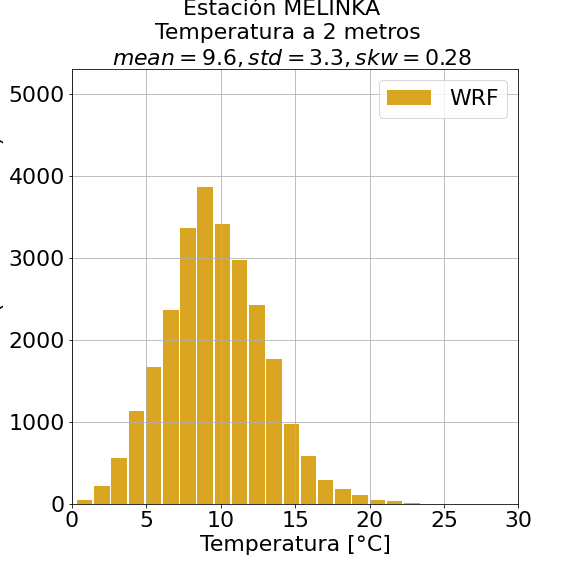 Estación MELINKA
Temperatura a 2 metros
mean = 9.6, std = 3.3, skw = 0.28
WRF
5000
4000
3000
2000
1000
0
0 5 10 15 20 25 30
Temperatura [°C]